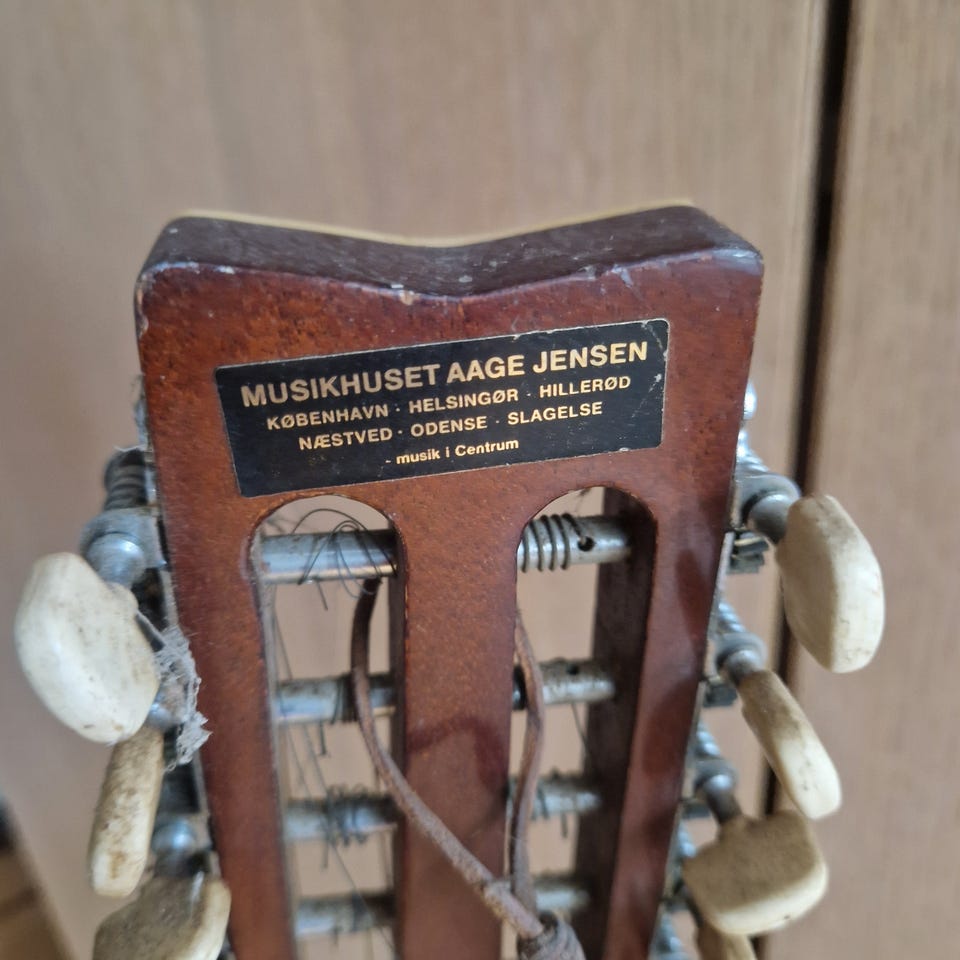 MUSIKHUSET AAGE JENSEN
KØBENHAVN · HELSINGØR · HILLERØD
NÆSTVED · ODENSE · SLAGELSE
- musik i Centrum